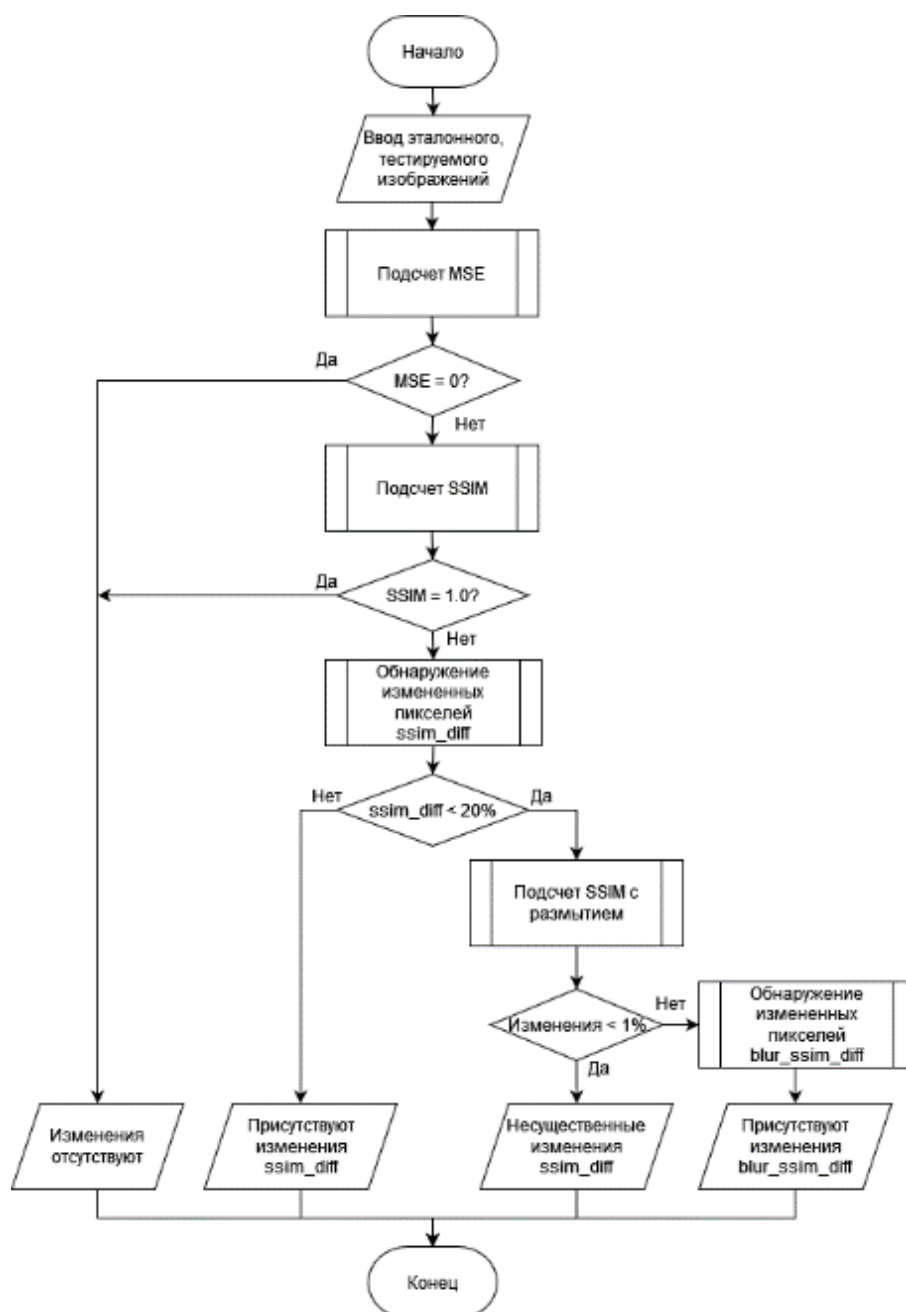 Начало
Ввод эталонного,
тестируемого
изображений
Подсчет MSE
Да
MSE = 0?
Нет
Подсчет SSIM
Да
SSIM = 1.0?
Нет
Обнаружение
измененных
пикселей
ssim_diff
Нет
ssim_diff < 20%
Да
Подсчет SSIM с
размытием
Изменения < 1%
Нет
Обнаружение
измененных
пикселей
blur_ssim_diff
Да
Изменения
отсутствуют
Присутствуют
изменения
ssim_diff
Несущественные
изменения
ssim_diff
Присутствуют
изменения
blur_ssim_diff
Конец